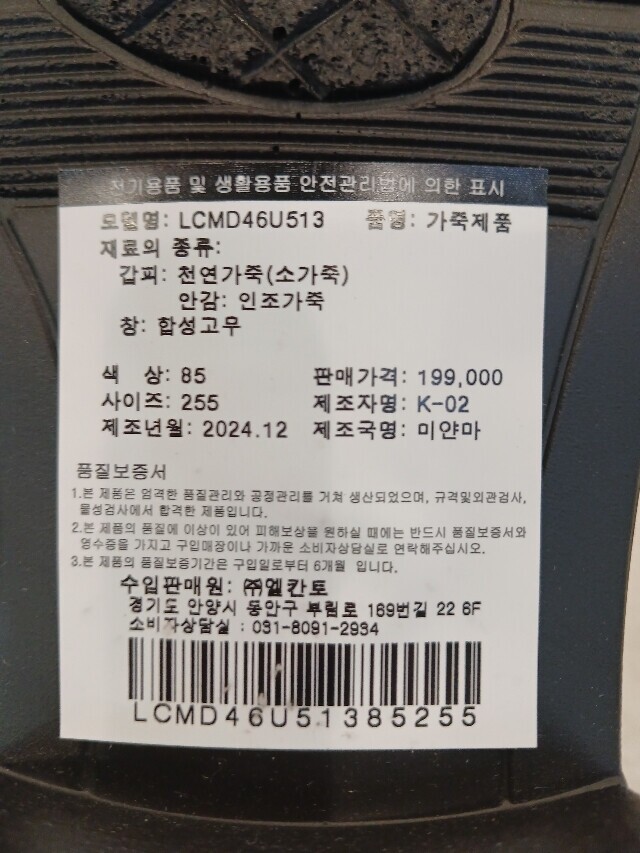 전기용품 및 생활용품 안전관리법에 의한 표시
모델명: LCMD46U513 품명: 가죽제품
재료의 종류:
갑피: 천연가죽(소가죽)
안감: 인조가죽
창: 합성고무
색 상: 85 판매가격: 199,000
사이즈: 255 제조자명: K-02
제조년월: 2024.12 제조국명: 미얀마
품질보증서
1.본 제품은 엄격한 품질관리와 공정관리를 거쳐 생산되었으며, 규격및외관검사,
물성검사에서 합격한 제품입니다.
2.본 제품의 품질에 이상이 있어 피해보상을 원하실 때에는 반드시 품질보증서와
영수증을 가지고 구입매장이나 가까운 소비자상담실로 연락해주십시오.
3.본 제품의 품질보증기간은 구입일로부터 6개월 입니다.
수입판매원: ㈜엘칸토
경기도 안양시 동안구 부림로 169번길 22 6F
소비자상담실 : 031-8091-2934
LCMD46U51385255